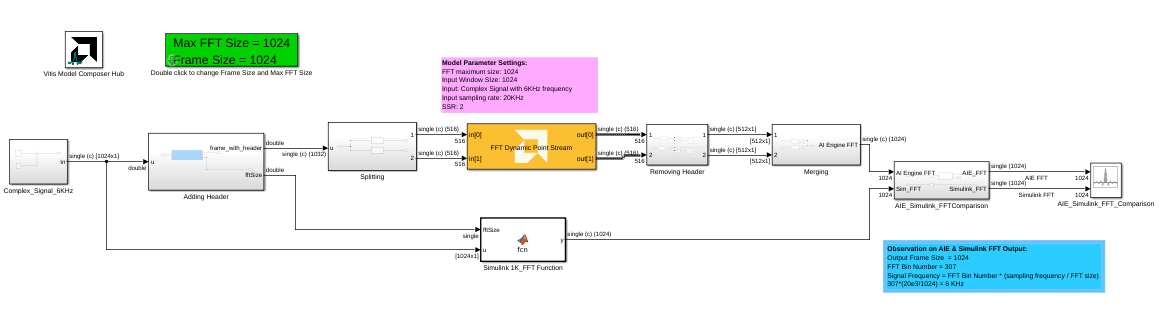 Max FFT Size = 1024
Frame Size = 1024
Vitis Model Composer Hub
Double click to change Frame Size and Max FFT Size
Model Parameter Settings:
FFT maximum size: 1024
Input Window Size: 1024
Input: Complex Signal with 6KHz frequency
Input sampling rate: 20KHz
SSR: 2
In
single (c) [1024x1]
double
Complex_Signal_6KHz
u
frame_with_header
fftSize
Adding Header
double
single (c) (1032)
double
u
1
2
Splitting
single (c) (516)
516
single (c) (516)
516
in[0]
in[1]
FFT Dynamic Point Stream
out[0]
out[1]
single (c) (516)
516
single (c) (516)
516
1
2
1
2
Removing Header
single (c) [512x1]
[512x1]
single (c) [512x1]
[512x1]
1
2
AI Engine FFT
Merging
single (c) (1024)
1024
1024
AI Engine FFT
Sim_FFT
AIE_FFT
Simulink_FFT
AIE_Simulink_FFTComparison
single (c) (1024)
AIE FFT
1024
single (c) (1024)
Simulink FFT
1024
AIE_Simulink_FFT_Comparison
single
[1024x1]
fftSize
u
fcn
y
Simulink 1K_FFT Function
single (c) (1024)
Observation on AIE & Simulink FFT Output:
Output Frame Size = 1024
FFT Bin Number = 307
Signal Frequency = FFT Bin Number * (sampling frequency / FFT size)
307*(20e3/1024) = 6 KHz